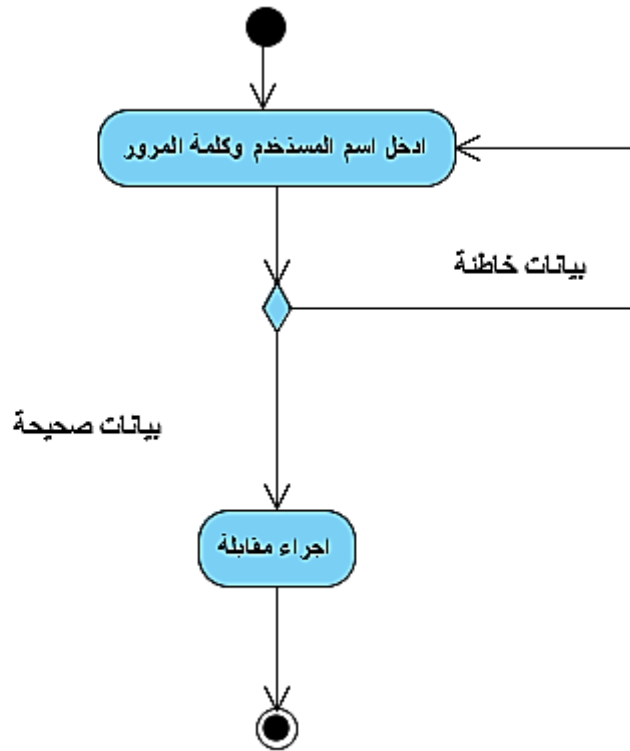 ادخل اسم المستخدم وكلمة المرور
بيانات خاطئة
بيانات صحيحة
اجراء مقابلة